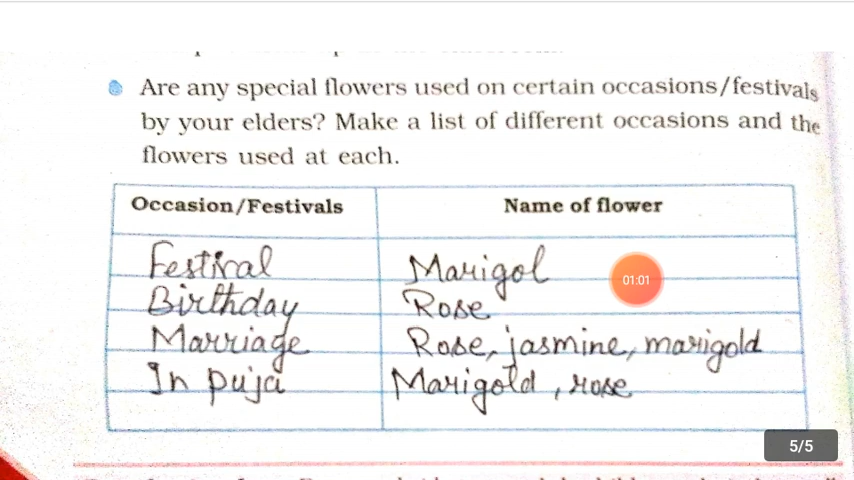 Are any special flowers used on certain occasions/festivals
by your elders? Make a list of different occasions and the
flowers used at each.
Occasion/Festivals Name of flower
Festival Marigol
Birthday Rose
Marriage Rose, jasmine, marigold
In puja Marigold, rose
01:01
5/5